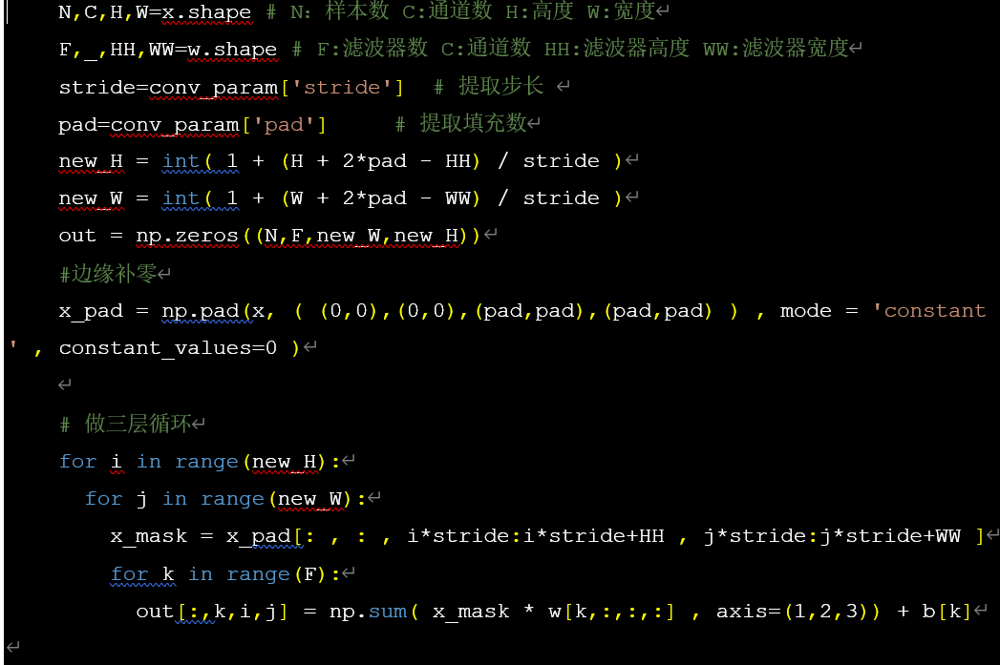 N,C,H,W=x.shape # N: 样本数 C:通道数 H:高度 W:宽度↵
F,_,HH,WW=w.shape # F:滤波器数 C:通道数 HH:滤波器高度 WW:滤波器宽度↵
stride=conv_param['stride']  # 提取步长 ↵
pad=conv_param['pad']     # 提取填充数↵
new_H = int( 1 + (H + 2*pad - HH) / stride )↵
new_W = int( 1 + (W + 2*pad - WW) / stride )↵
out = np.zeros((N,F,new_W,new_H))↵
#边缘补零↵
x_pad = np.pad(x, ( (0,0),(0,0),(pad,pad),(pad,pad) ) , mode = 'constant
' , constant_values=0 )↵
↵
# 做三层循环↵
for i in range(new_H):↵
for j in range(new_W):↵
x_mask = x_pad[: , : , i*stride:i*stride+HH , j*stride:j*stride+WW ]↵
for k in range(F):↵
out[:,k,i,j] = np.sum( x_mask * w[k,:,:,:] , axis=(1,2,3)) + b[k]↵
↵